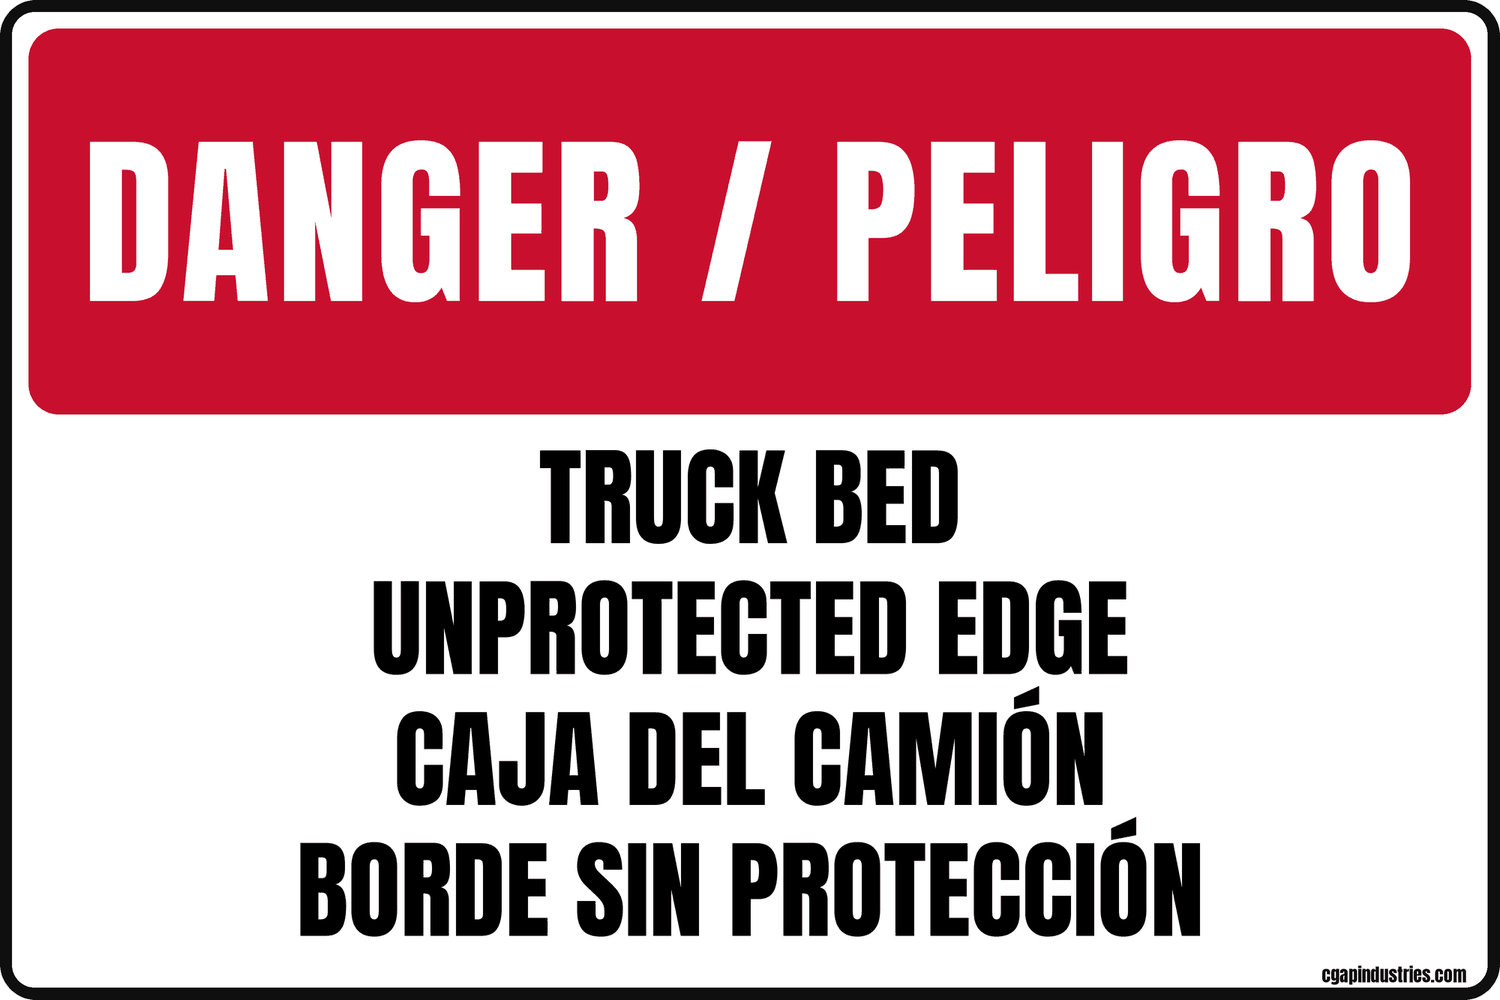 DANGER / PELIGRO
TRUCK BED
UNPROTECTED EDGE
CAJA DEL CAMIÓN
BORDE SIN PROTECCIÓN
cgapindustries.com